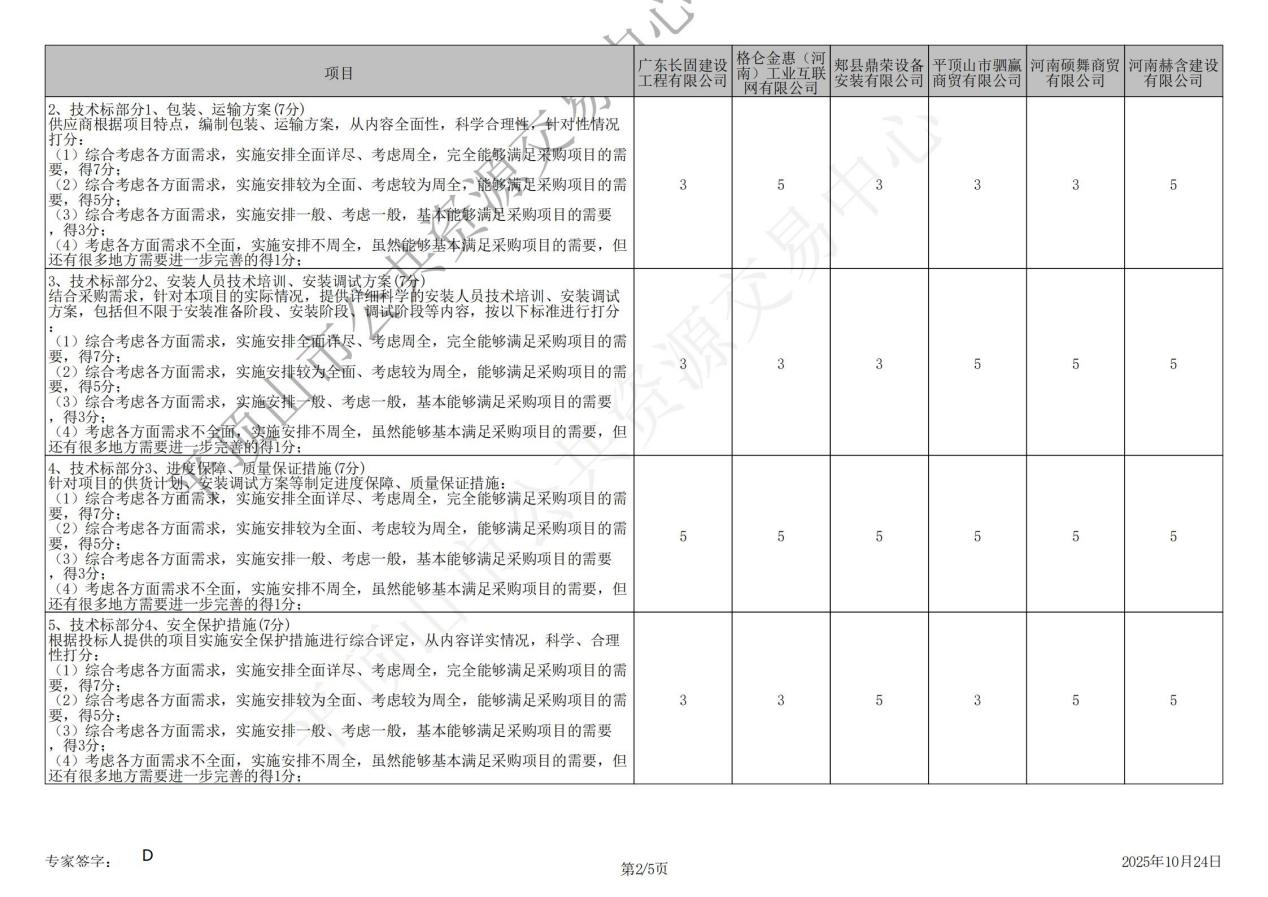 平顶山市公共资源交易中心
平顶山市公共资源交易中心
项目
广东长固建设
工程有限公司
格仑金惠（河
南）工业互联
网有限公司
郏县鼎荣设备
安装有限公司
平顶山市驷赢
商贸有限公司
河南硕舞商贸
有限公司
河南赫含建设
有限公司
2、技术标部分1、包装、运输方案(7分)
供应商根据项目特点，编制包装、运输方案，从内容全面性，科学合理性，针对性情况
打分：
（1）综合考虑各方面需求，实施安排全面详尽、考虑周全，完全能够满足采购项目的需
要，得7分；
（2）综合考虑各方面需求，实施安排较为全面、考虑较为周全，能够满足采购项目的需
要，得5分；
（3）综合考虑各方面需求，实施安排一般、考虑一般，基本能够满足采购项目的需要
，得3分；
（4）考虑各方面需求不全面，实施安排不周全，虽然能够基本满足采购项目的需要，但
还有很多地方需要进一步完善的得1分；
3 5 3 3 3 5
3、技术标部分2、安装人员技术培训、安装调试方案(7分)
结合采购需求，针对本项目的实际情况，提供详细科学的安装人员技术培训、安装调试
方案，包括但不限于安装准备阶段、安装阶段、调试阶段等内容，按以下标准进行打分
：
（1）综合考虑各方面需求，实施安排全面详尽、考虑周全，完全能够满足采购项目的需
要，得7分；
（2）综合考虑各方面需求，实施安排较为全面、考虑较为周全，能够满足采购项目的需
要，得5分；
（3）综合考虑各方面需求，实施安排一般、考虑一般，基本能够满足采购项目的需要
，得3分；
（4）考虑各方面需求不全面，实施安排不周全，虽然能够基本满足采购项目的需要，但
还有很多地方需要进一步完善的得1分；
3 3 3 5 5 5
4、技术标部分3、进度保障、质量保证措施(7分)
针对项目的供货计划、安装调试方案等制定进度保障、质量保证措施：
（1）综合考虑各方面需求，实施安排全面详尽、考虑周全，完全能够满足采购项目的需
要，得7分；
（2）综合考虑各方面需求，实施安排较为全面、考虑较为周全，能够满足采购项目的需
要，得5分；
（3）综合考虑各方面需求，实施安排一般、考虑一般，基本能够满足采购项目的需要
，得3分；
（4）考虑各方面需求不全面，实施安排不周全，虽然能够基本满足采购项目的需要，但
还有很多地方需要进一步完善的得1分；
5 5 5 5 5 5
5、技术标部分4、安全保护措施(7分)
根据投标人提供的项目实施安全保护措施进行综合评定，从内容详实情况，科学、合理
性打分：
（1）综合考虑各方面需求，实施安排全面详尽、考虑周全，完全能够满足采购项目的需
要，得7分；
（2）综合考虑各方面需求，实施安排较为全面、考虑较为周全，能够满足采购项目的需
要，得5分；
（3）综合考虑各方面需求，实施安排一般、考虑一般，基本能够满足采购项目的需要
，得3分；
（4）考虑各方面需求不全面，实施安排不周全，虽然能够基本满足采购项目的需要，但
还有很多地方需要进一步完善的得1分；
3 3 5 3 5 5
专家签字： D
第2/5页
2025年10月24日